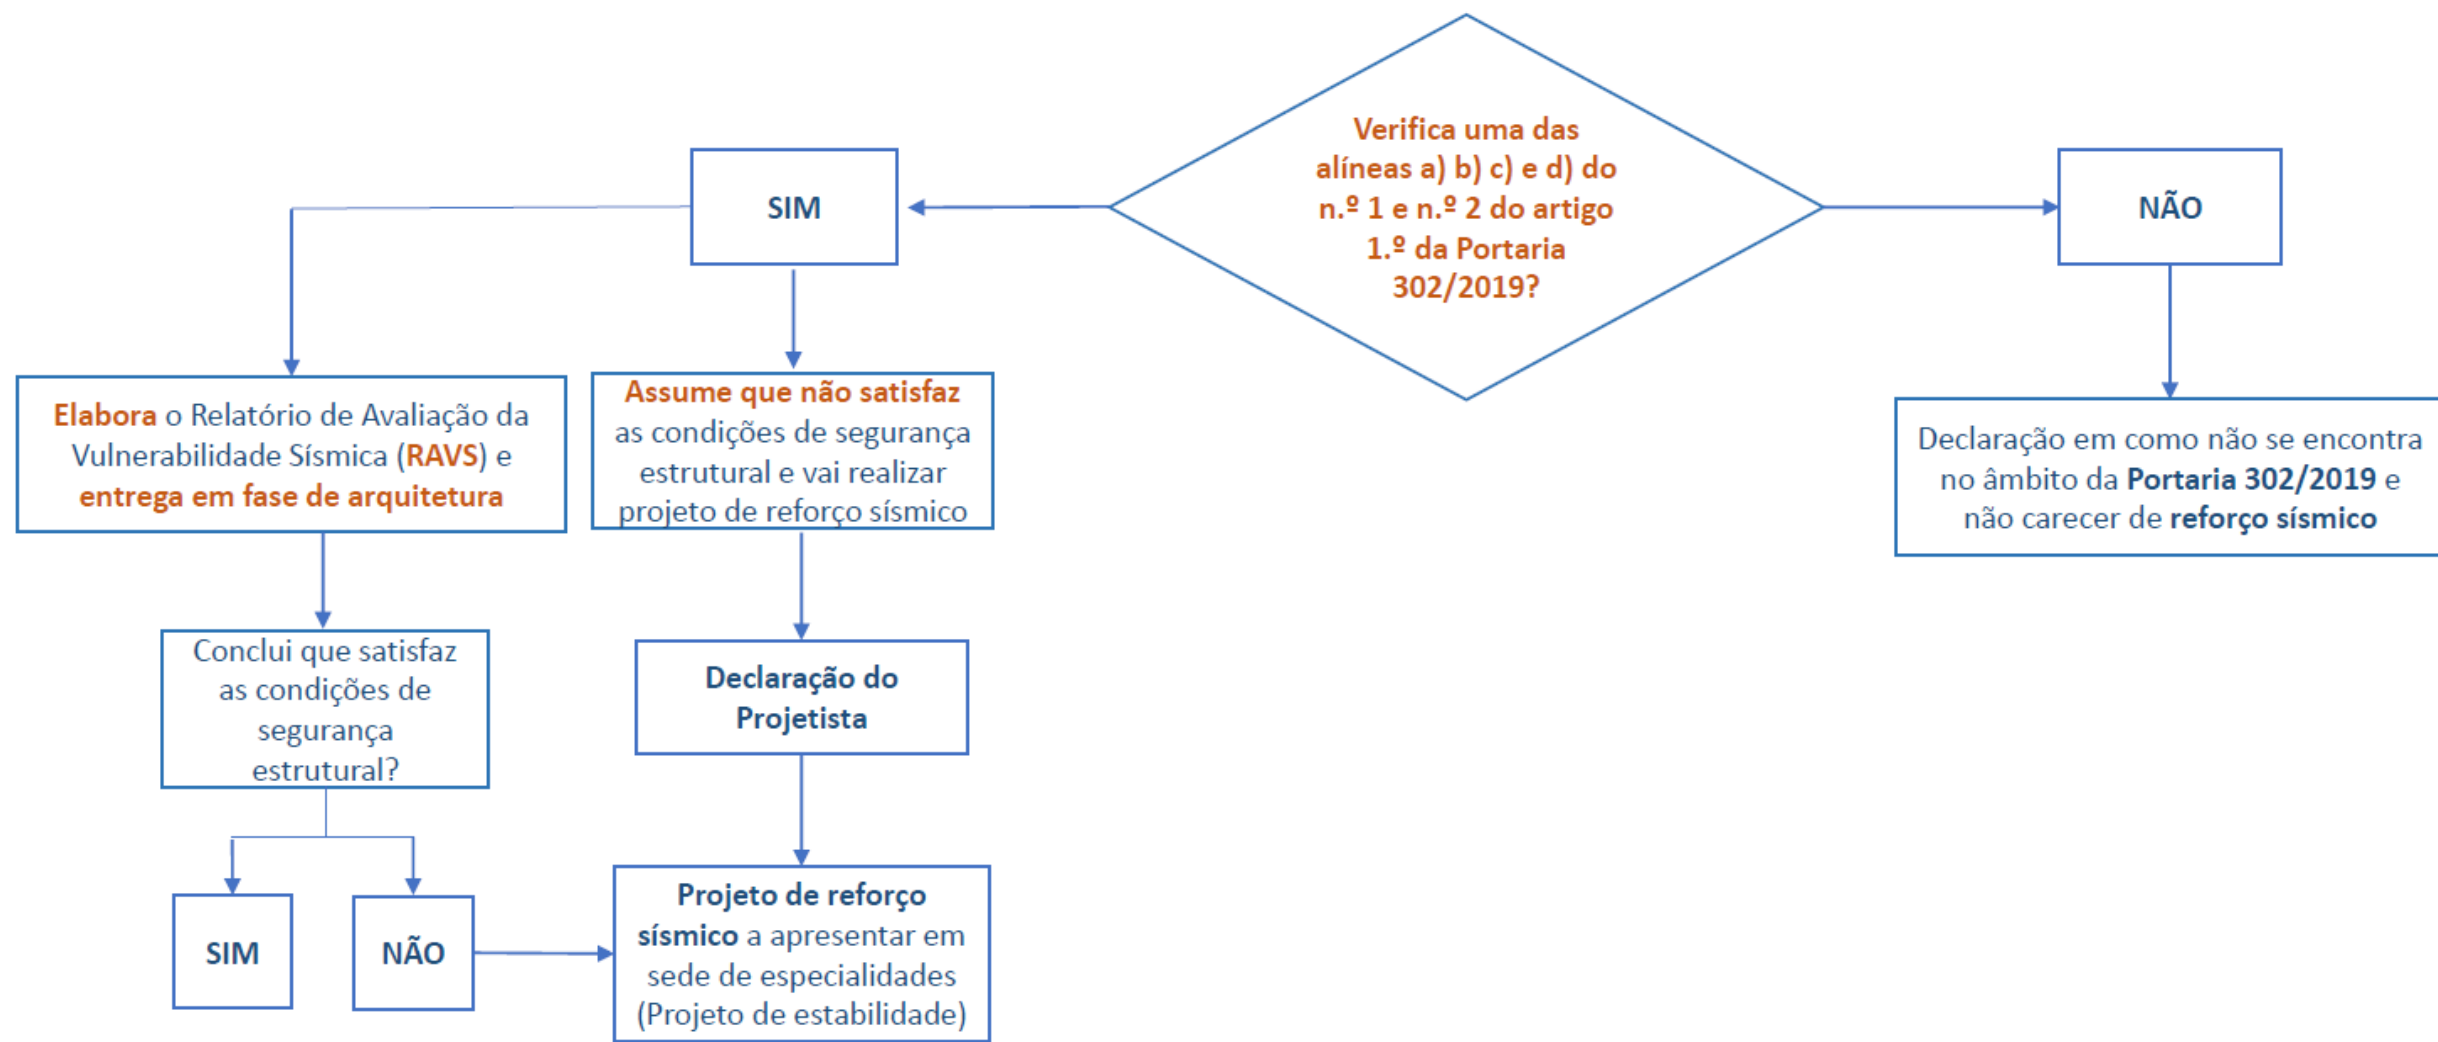 Verifica uma das
alíneas a) b) c) e d) do
n.º 1 e n.º 2 do artigo
1.º da Portaria
302/2019?
SIM
NÃO
Elabora o Relatório de Avaliação da
Vulnerabilidade Sísmica (RAVS) e
entrega em fase de arquitetura
Assume que não satisfaz
as condições de segurança
estrutural e vai realizar
projeto de reforço sísmico
Declaração em como não se encontra
no âmbito da Portaria 302/2019 e
não carecer de reforço sísmico
Conclui que satisfaz
as condições de
segurança
estrutural?
Declaração do
Projetista
SIM
NÃO
Projeto de reforço
sísmico a apresentar em
sede de especialidades
(Projeto de estabilidade)